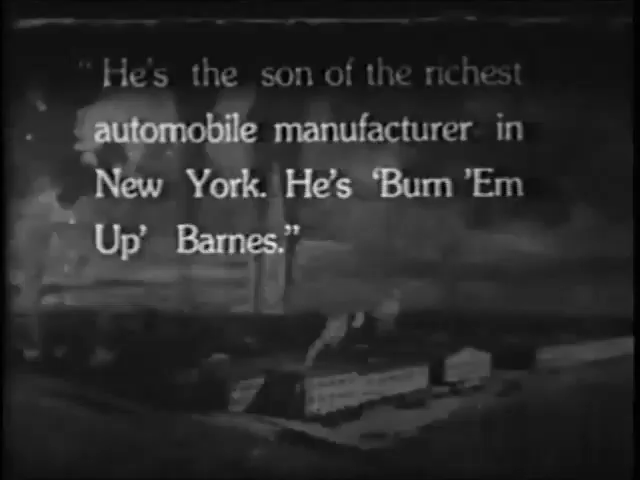 "He's the son of the richest
automobile manufacturer in
New York. He's 'Burn 'Em
Up' Barnes."